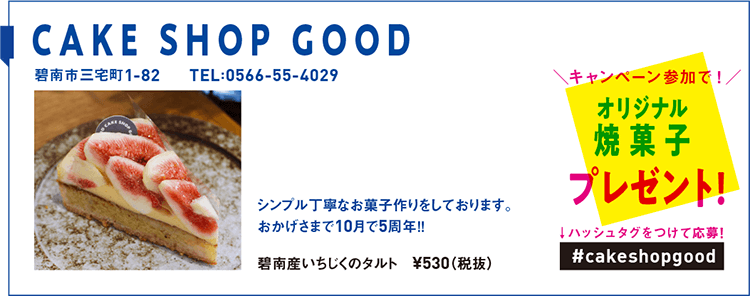 CAKE SHOP GOOD
碧南市三宅町1-82 TEL:0566-55-4029
シンプル丁寧なお菓子作りをしております。
おかげさまで10月で5周年!!
碧南産いちじくのタルト ¥530(税抜)
＼キャンペーン参加で！／
オリジナル
焼菓子
プレゼント!
↓ハッシュタグをつけて応募!
#cakeshopgood